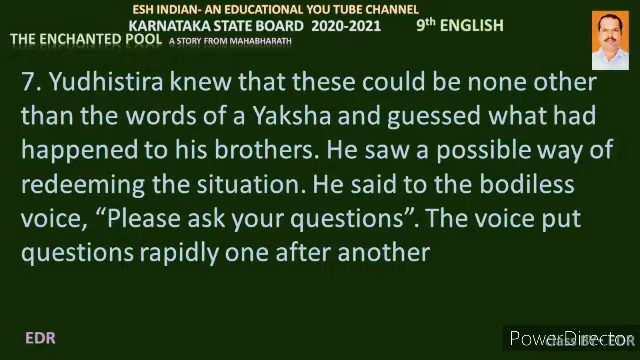 ESH INDIAN- AN EDUCATIONAL YOU TUBE CHANNEL
KARNATAKA STATE BOARD 2020-2021 9th ENGLISH
THE ENCHANTED POOL A STORY FROM MAHABHARATH
7. Yudhistira knew that these could be none other
than the words of a Yaksha and guessed what had
happened to his brothers. He saw a possible way of
redeeming the situation. He said to the bodiless
voice, “Please ask your questions”. The voice put
questions rapidly one after another
EDR
PowerDirector